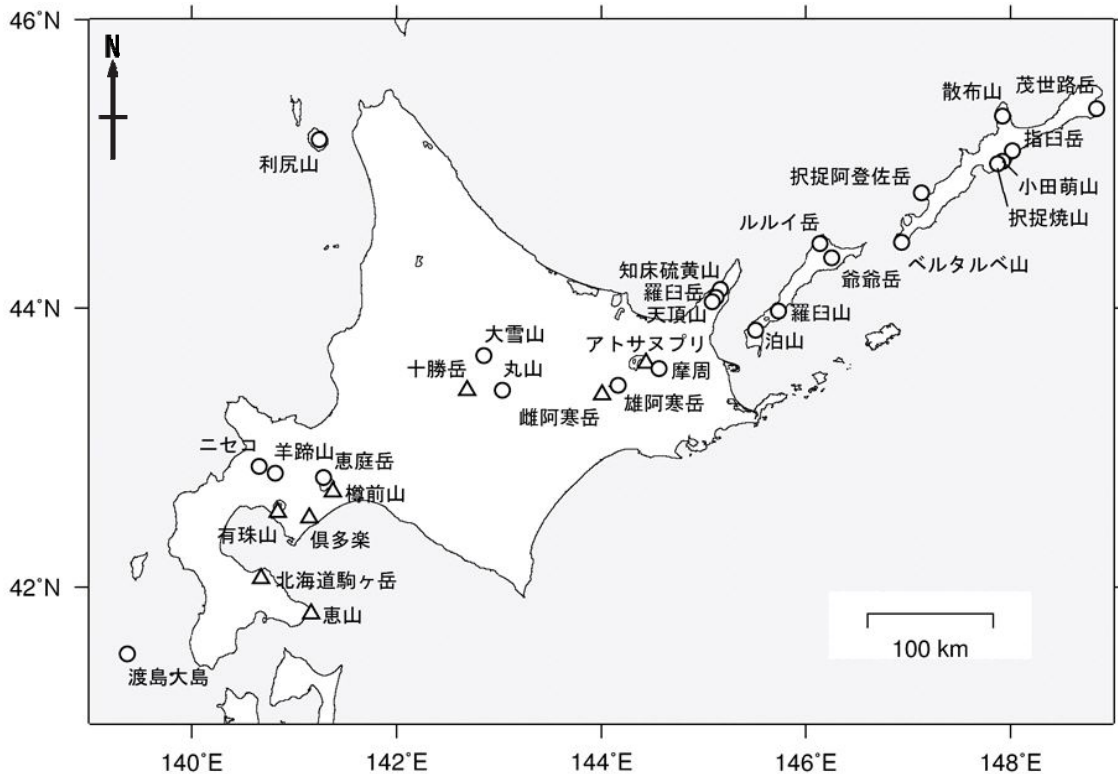 46°N
N
散布山
茂世路岳
指臼岳
利尻山
択捉阿登佐岳
小田萌山
択捉焼山
ルルイ岳
ベルタルベ山
知床硫黄山
爺爺岳
羅臼岳
44°N
天頂山
羅臼山
大雪山
アトサヌプリ
泊山
十勝岳
丸山
摩周
雌阿寒岳
雄阿寒岳
ニセコ
羊蹄山
恵庭岳
樽前山
有珠山
倶多楽
42°N
北海道駒ヶ岳
恵山
100 km
渡島大島
140°E
142°E
144°E
146°E
148°E